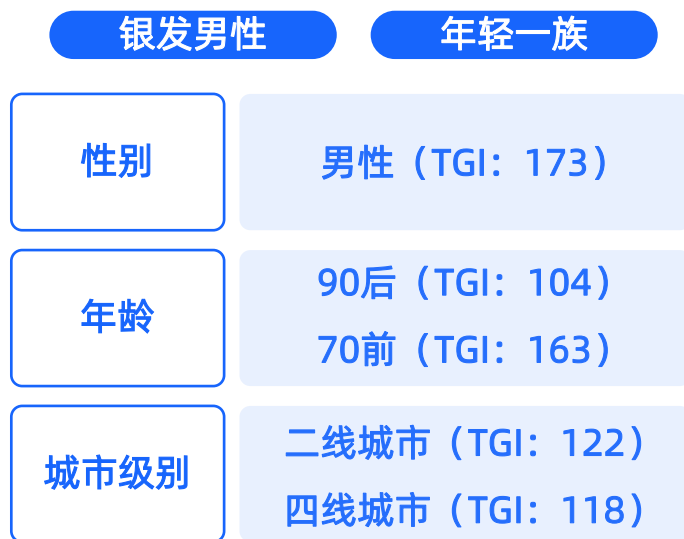 银发男性
年轻一族
性别
男性（TGI：173）
年龄
90后（TGI：104）
70前（TGI：163）
城市级别
二线城市（TGI：122）
四线城市（TGI：118）